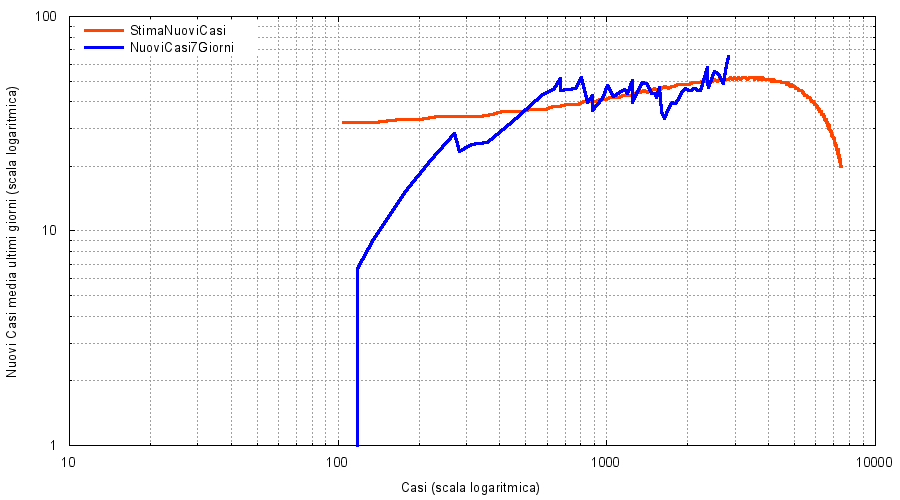 100
StimaNuoviCasi
NuoviCasi7Giorni
10
1
Nuovi Casi media ultimi giorni (scala logaritmica)
10 100 1000 10000
Casi (scala logaritmica)